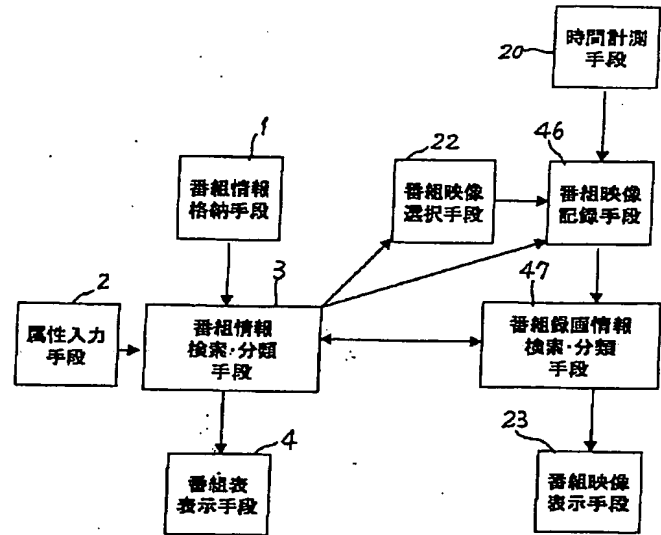 20
時間計測
手段
1
番組情報
格納手段
22
番組映像
選択手段
46
番組映像
記録手段
2
属性入力
手段
3
番組情報
検索・分類
手段
47
番組録画情報
検索・分類
手段
4
番組表
表示手段
23
番組映像
表示手段